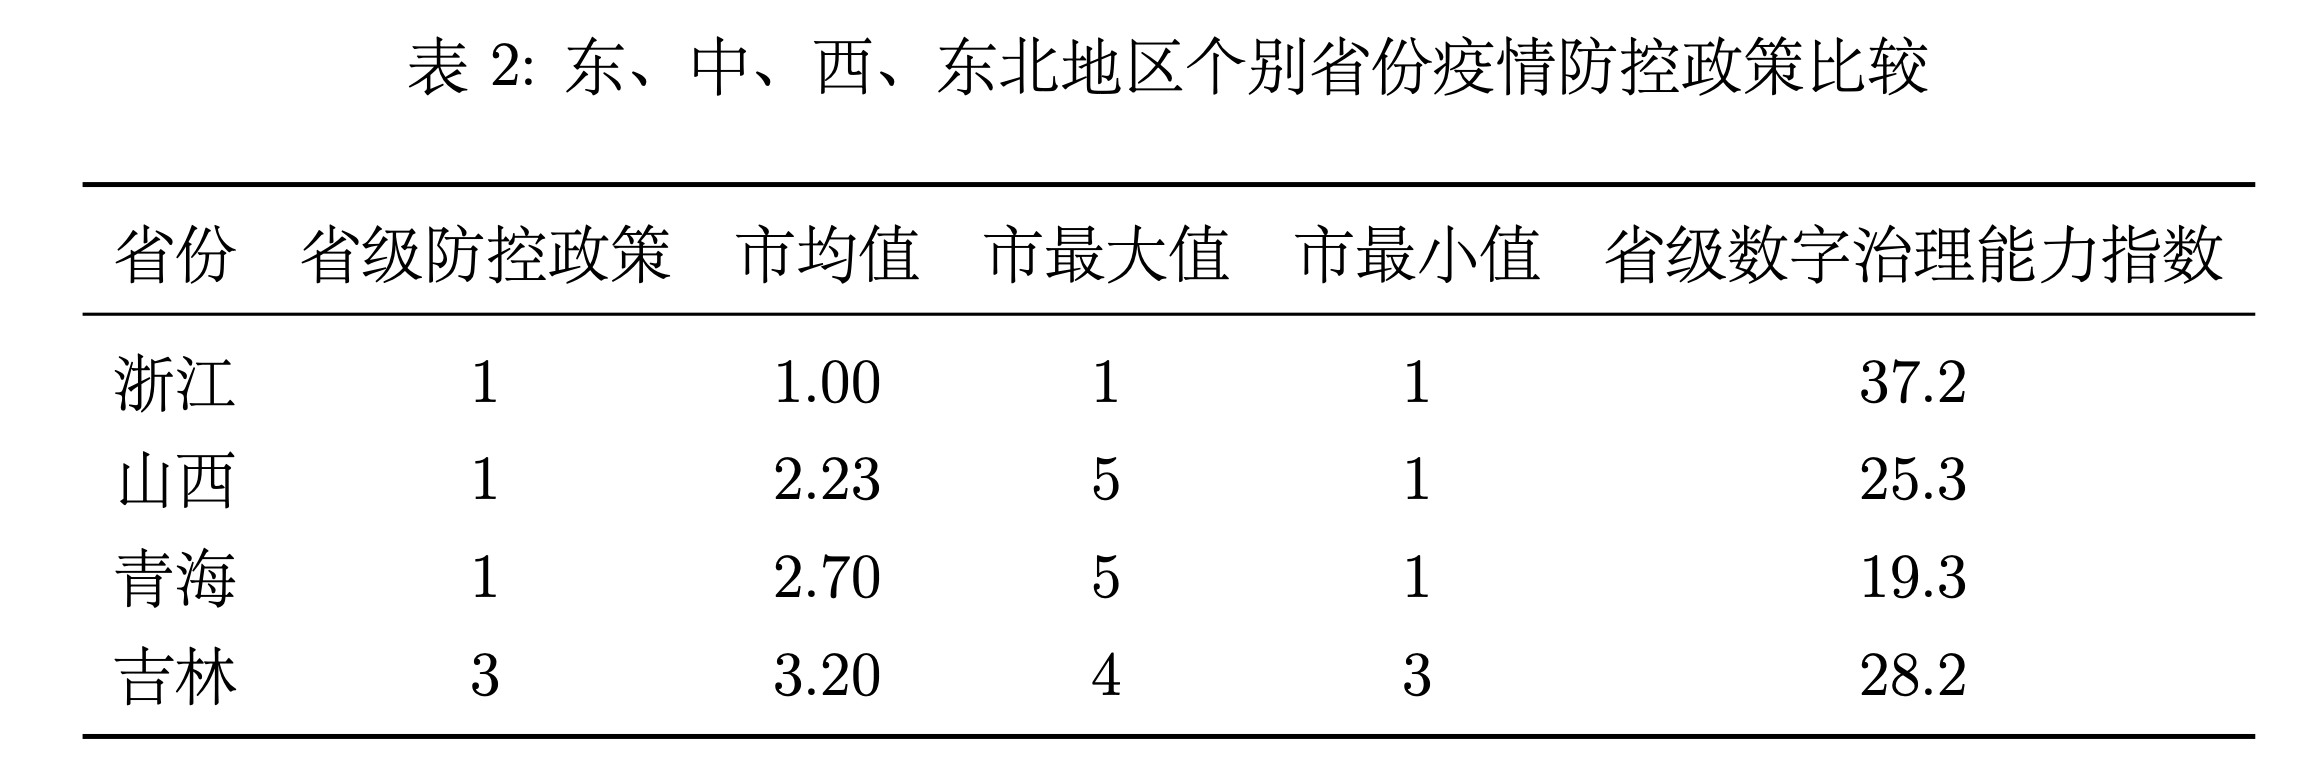 表 2: 东、中、西、东北地区个别省份疫情防控政策比较
省份 省级防控政策 市均值 市最大值 市最小值 省级数字治理能力指数
浙江 1 1.00 1 1 37.2
山西 1 2.23 5 1 25.3
青海 1 2.70 5 1 19.3
吉林 3 3.20 4 3 28.2